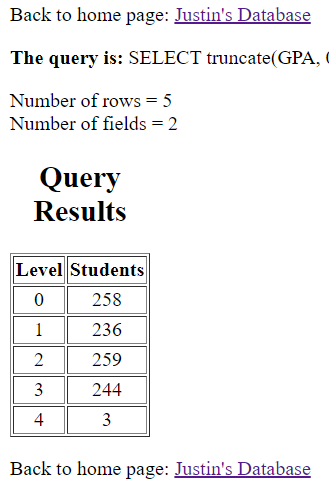 Back to home page: Justin's Database
The query is: SELECT truncate(GPA,
Number of rows = 5
Number of fields = 2
Query
Results
Level Students
0 258
1 236
2 259
3 244
4 3
Back to home page: Justin's Database